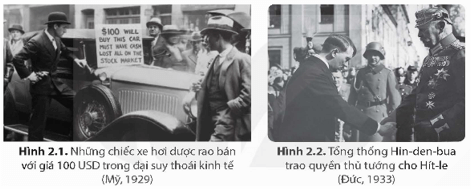 $100 WILL
BUY THIS CAR
MUST HAVE CASH
LOST ALL ON THE
STOCK MARKET
Hình 2.1. Những chiếc xe hơi được rao bán
với giá 100 USD trong đại suy thoái kinh tế
(Mỹ, 1929)
Hình 2.2. Tổng thống Hin-den-bua
trao quyền thủ tướng cho Hít-le
(Đức, 1933)